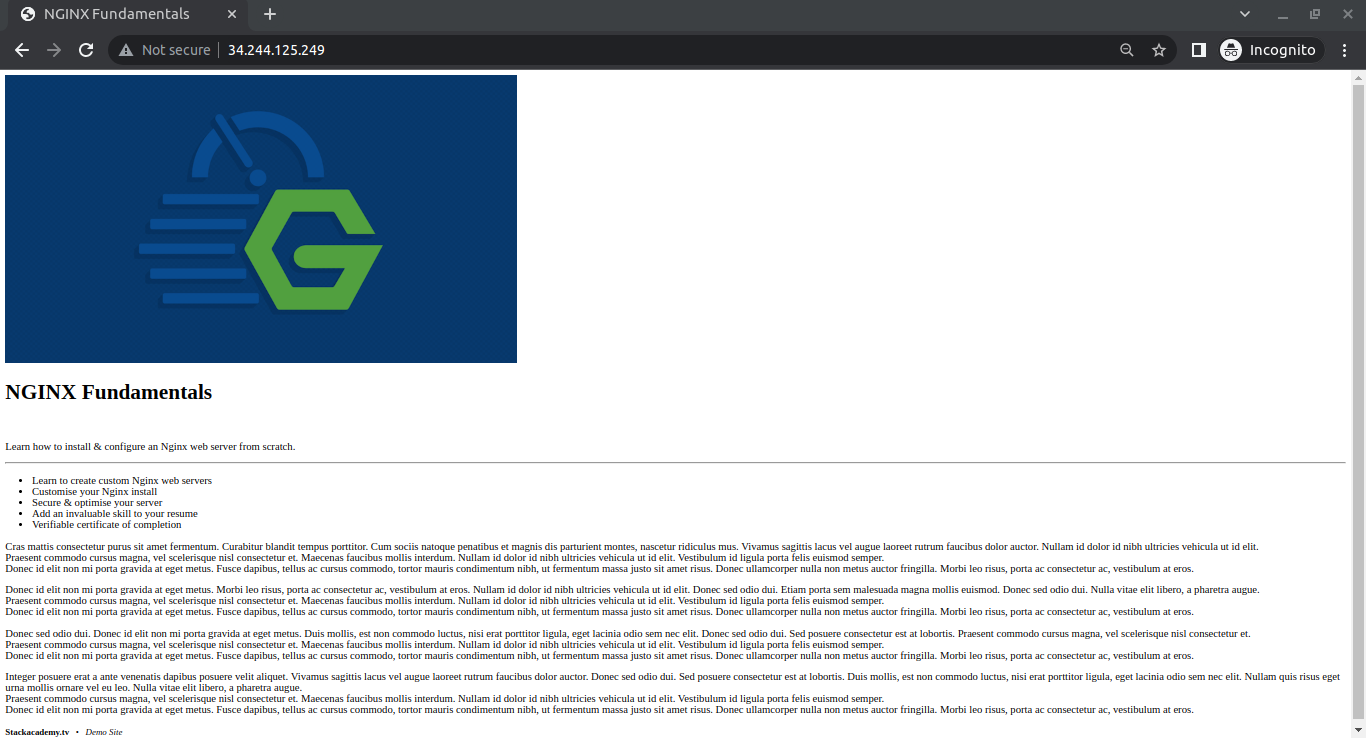 NGINX Fundamentals
Not secure
34.244.125.249
Incognito
NGINX Fundamentals
Learn how to install & configure an Nginx web server from scratch.
Learn to create custom Nginx web servers
Customise your Nginx install
Secure & optimise your server
Add an invaluable skill to your resume
Verifiable certificate of completion
Cras mattis consectetur purus sit amet fermentum. Curabitur blandit tempus porttitor. Cum sociis natoque penatibus et magnis dis parturient montes, nascetur ridiculus mus. Vivamus sagittis lacus vel augue laoreet rutrum faucibus dolor auctor. Nullam id dolor id nibh ultricies vehicula ut id elit.
Praesent commodo cursus magna, vel scelerisque nisl consectetur et. Maecenas faucibus mollis interdum. Nullam id dolor id nibh ultricies vehicula ut id elit. Vestibulum id ligula porta felis euismod semper.
Donec id elit non mi porta gravida at eget metus. Fusce dapibus, tellus ac cursus commodo, tortor mauris condimentum nibh, ut fermentum massa justo sit amet risus. Donec ullamcorper nulla non metus auctor fringilla. Morbi leo risus, porta ac consectetur ac, vestibulum at eros.
Donec id elit non mi porta gravida at eget metus. Morbi leo risus, porta ac consectetur ac, vestibulum at eros. Nullam id dolor id nibh ultricies vehicula ut id elit. Donec sed odio dui. Etiam porta sem malesuada magna mollis euismod. Donec sed odio dui. Nulla vitae elit libero, a pharetra augue.
Praesent commodo cursus magna, vel scelerisque nisl consectetur et. Maecenas faucibus mollis interdum. Nullam id dolor id nibh ultricies vehicula ut id elit. Vestibulum id ligula porta felis euismod semper.
Donec id elit non mi porta gravida at eget metus. Fusce dapibus, tellus ac cursus commodo, tortor mauris condimentum nibh, ut fermentum massa justo sit amet risus. Donec ullamcorper nulla non metus auctor fringilla. Morbi leo risus, porta ac consectetur ac, vestibulum at eros.
Donec sed odio dui. Donec id elit non mi porta gravida at eget metus. Duis mollis, est non commodo luctus, nisi erat porttitor ligula, eget lacinia odio sem nec elit. Donec sed odio dui. Sed posuere consectetur est at lobortis. Praesent commodo cursus magna, vel scelerisque nisl consectetur et.
Praesent commodo cursus magna, vel scelerisque nisl consectetur et. Maecenas faucibus mollis interdum. Nullam id dolor id nibh ultricies vehicula ut id elit. Vestibulum id ligula porta felis euismod semper.
Donec id elit non mi porta gravida at eget metus. Fusce dapibus, tellus ac cursus commodo, tortor mauris condimentum nibh, ut fermentum massa justo sit amet risus. Donec ullamcorper nulla non metus auctor fringilla. Morbi leo risus, porta ac consectetur ac, vestibulum at eros.
Integer posuere erat a ante venenatis dapibus posuere velit aliquet. Vivamus sagittis lacus vel augue laoreet rutrum faucibus dolor auctor. Donec sed odio dui. Sed posuere consectetur est at lobortis. Duis mollis, est non commodo luctus, nisi erat porttitor ligula, eget lacinia odio sem nec elit. Nullam quis risus eget
urna mollis ornare vel eu leo. Nulla vitae elit libero, a pharetra augue.
Praesent commodo cursus magna, vel scelerisque nisl consectetur et. Maecenas faucibus mollis interdum. Nullam id dolor id nibh ultricies vehicula ut id elit. Vestibulum id ligula porta felis euismod semper.
Donec id elit non mi porta gravida at eget metus. Fusce dapibus, tellus ac cursus commodo, tortor mauris condimentum nibh, ut fermentum massa justo sit amet risus. Donec ullamcorper nulla non metus auctor fringilla. Morbi leo risus, porta ac consectetur ac, vestibulum at eros.
Stackacademy.tv • Demo Site